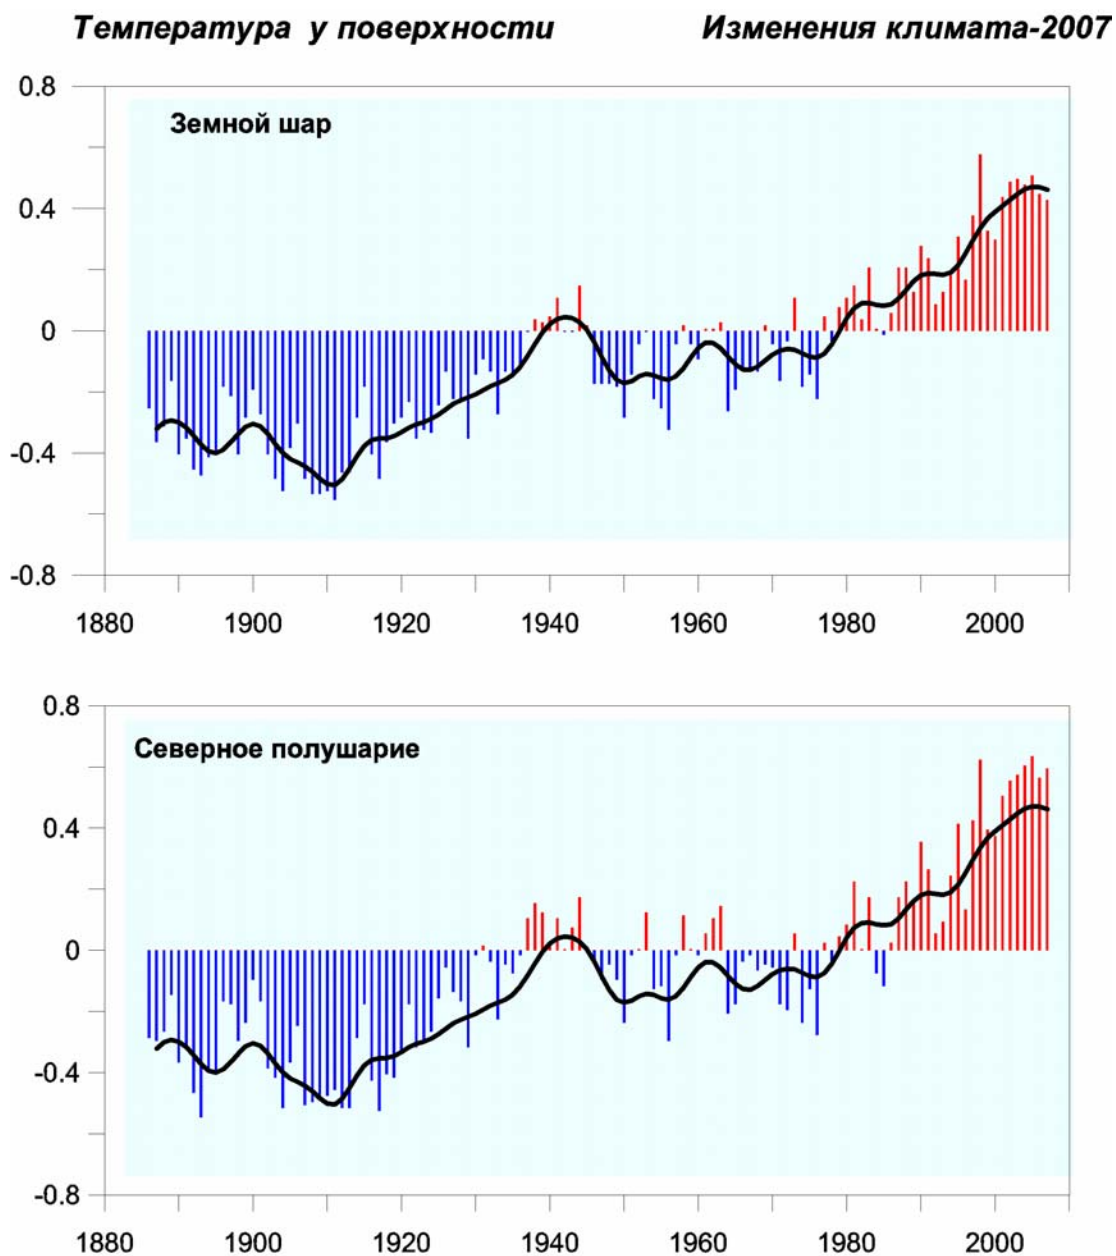 Температура у поверхности Изменения климата-2007
0.8
Земной шар
0.4
0
-0.4
-0.8
1880 1900 1920 1940 1960 1980 2000
0.8
Северное полушарие
0.4
0
-0.4
-0.8
1880 1900 1920 1940 1960 1980 2000